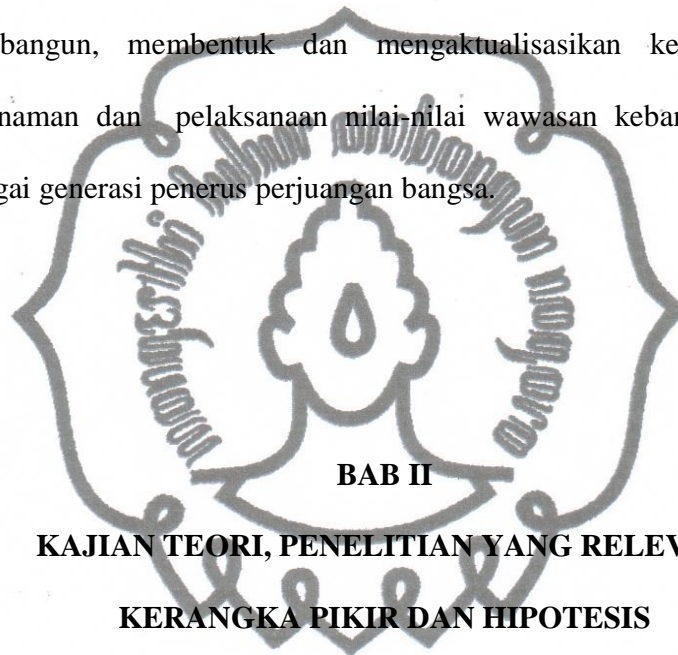 bangun, membentuk dan mengaktualisasikan ke
naman dan pelaksanaan nilai-nilai wawasan kebar
gai generasi penerus perjuangan bangsa.
BAB II
KAJIAN TEORI, PENELITIAN YANG RELEV
KERANGKA PIKIR DAN HIPOTESIS